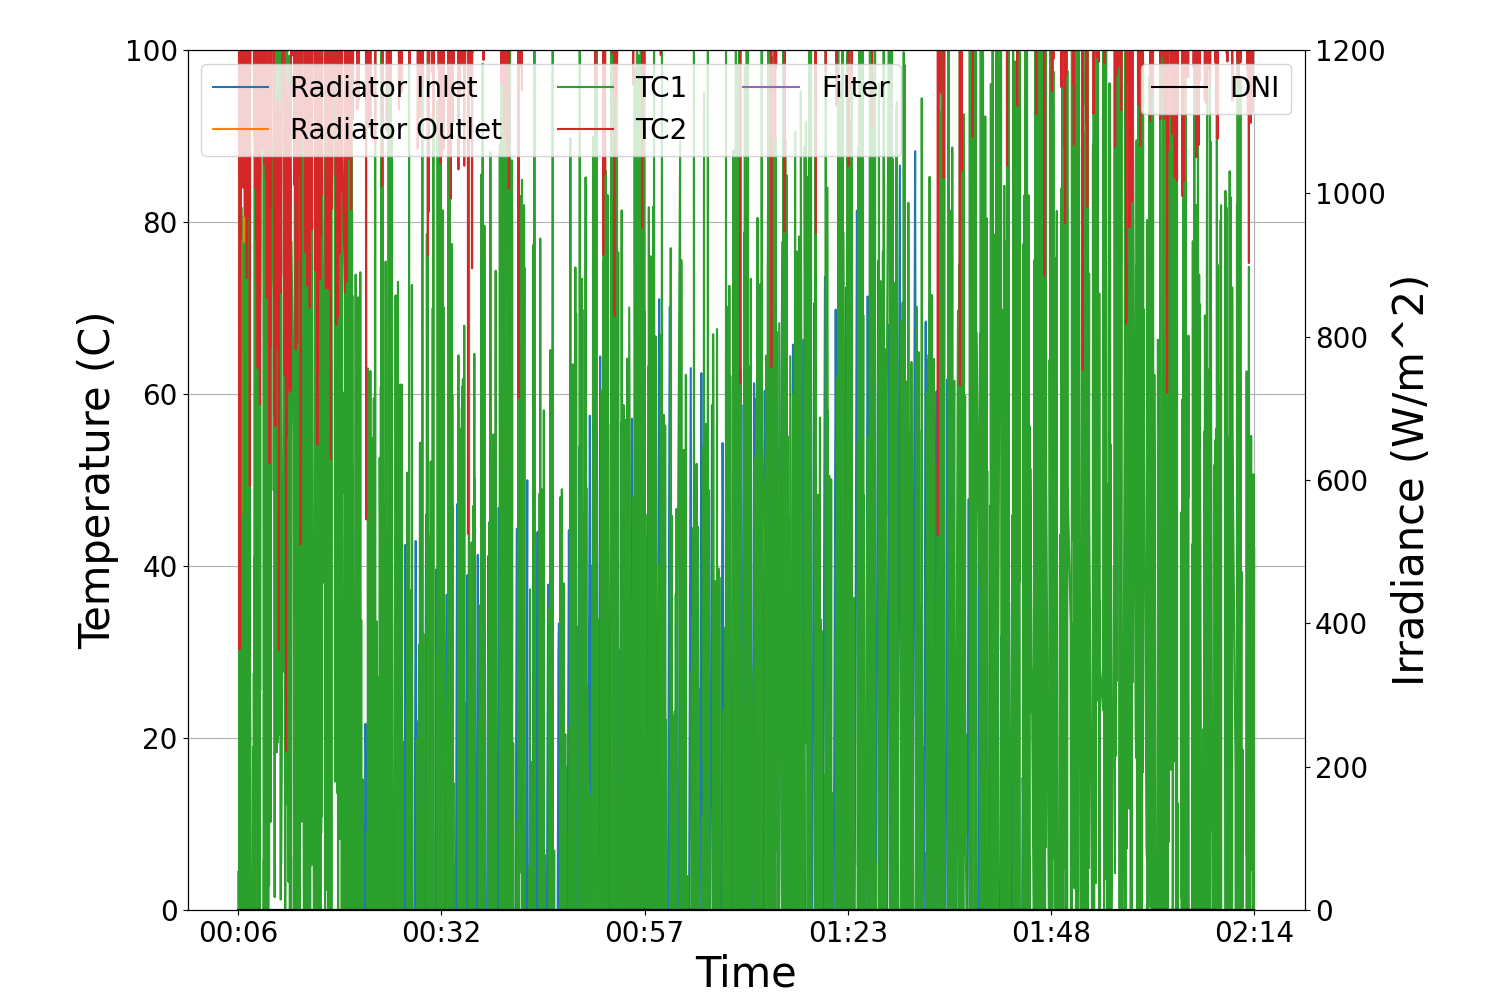 100
80
60
40
20
0
Temperature (C)
Radiator Inlet
Radiator Outlet
TC1
TC2
Filter
DNI
1200
1000
800
600
400
200
0
Irradiance (W/m^2)
00:06
00:32
00:57
01:23
01:48
02:14
Time